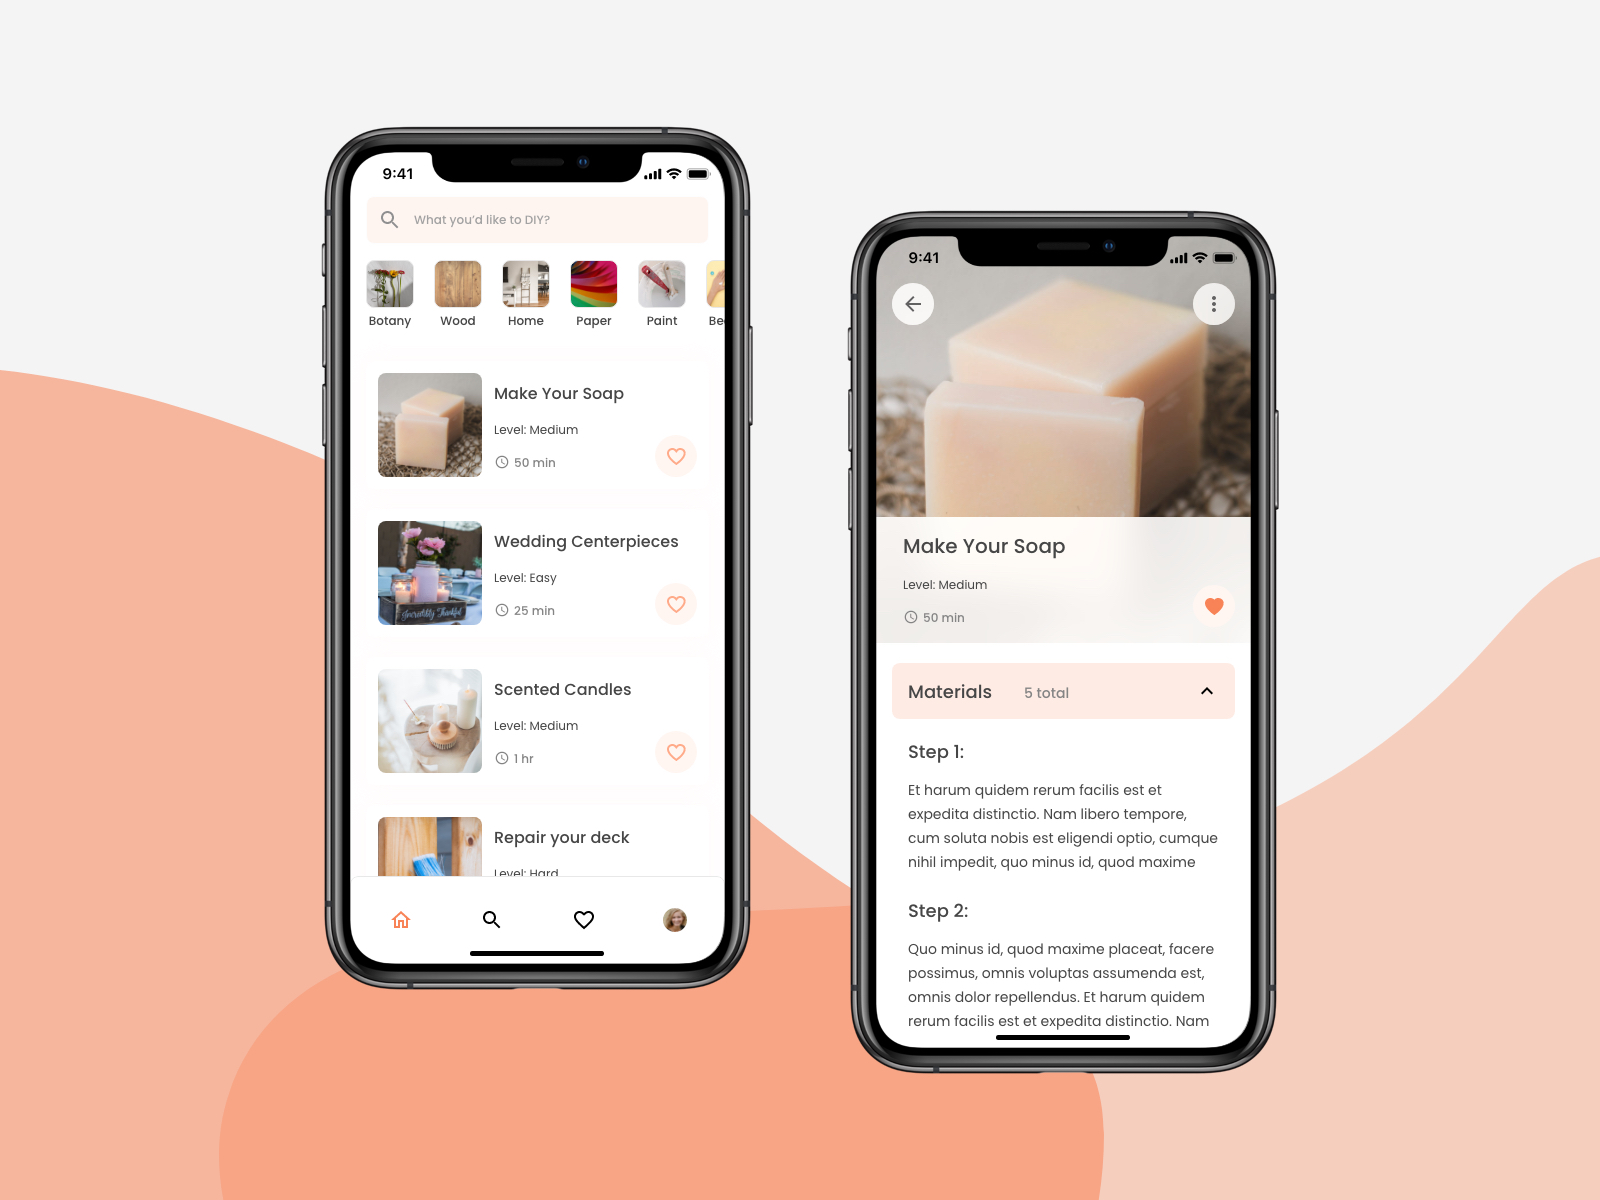 9:41
What you'd like to DIY?
Botany
Wood
Home
Paper
Paint
Make Your Soap
Level: Medium
50 min
Wedding Centerpieces
Level: Easy
25 min
Incredibly Thankful
Scented Candles
Level: Medium
1 hr
Repair your deck
Level: Hard
9:41
Make Your Soap
Level: Medium
50 min
Materials 5 total
Step 1:
Et harum quidem rerum facilis est et
expedita distinctio. Nam libero tempore,
cum soluta nobis est eligendi optio, cumque
nihil impedit, quo minus id, quod maxime
Step 2:
Quo minus id, quod maxime placeat, facere
possimus, omnis voluptas assumenda est,
omnis dolor repellendus. Et harum quidem
rerum facilis est et expedita distinctio. Nam